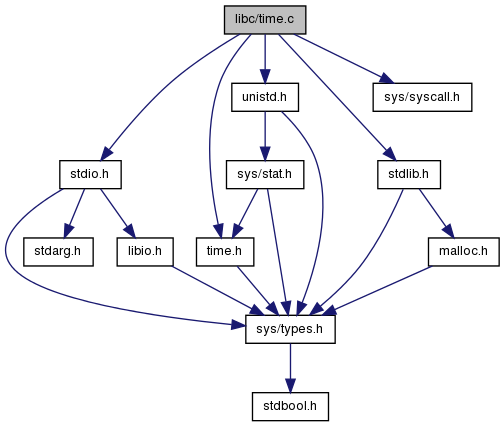 libc/time.c
unistd.h
sys/syscall.h
stdio.h
sys/stat.h
stdlib.h
stdarg.h
libio.h
time.h
malloc.h
sys/types.h
stdbool.h